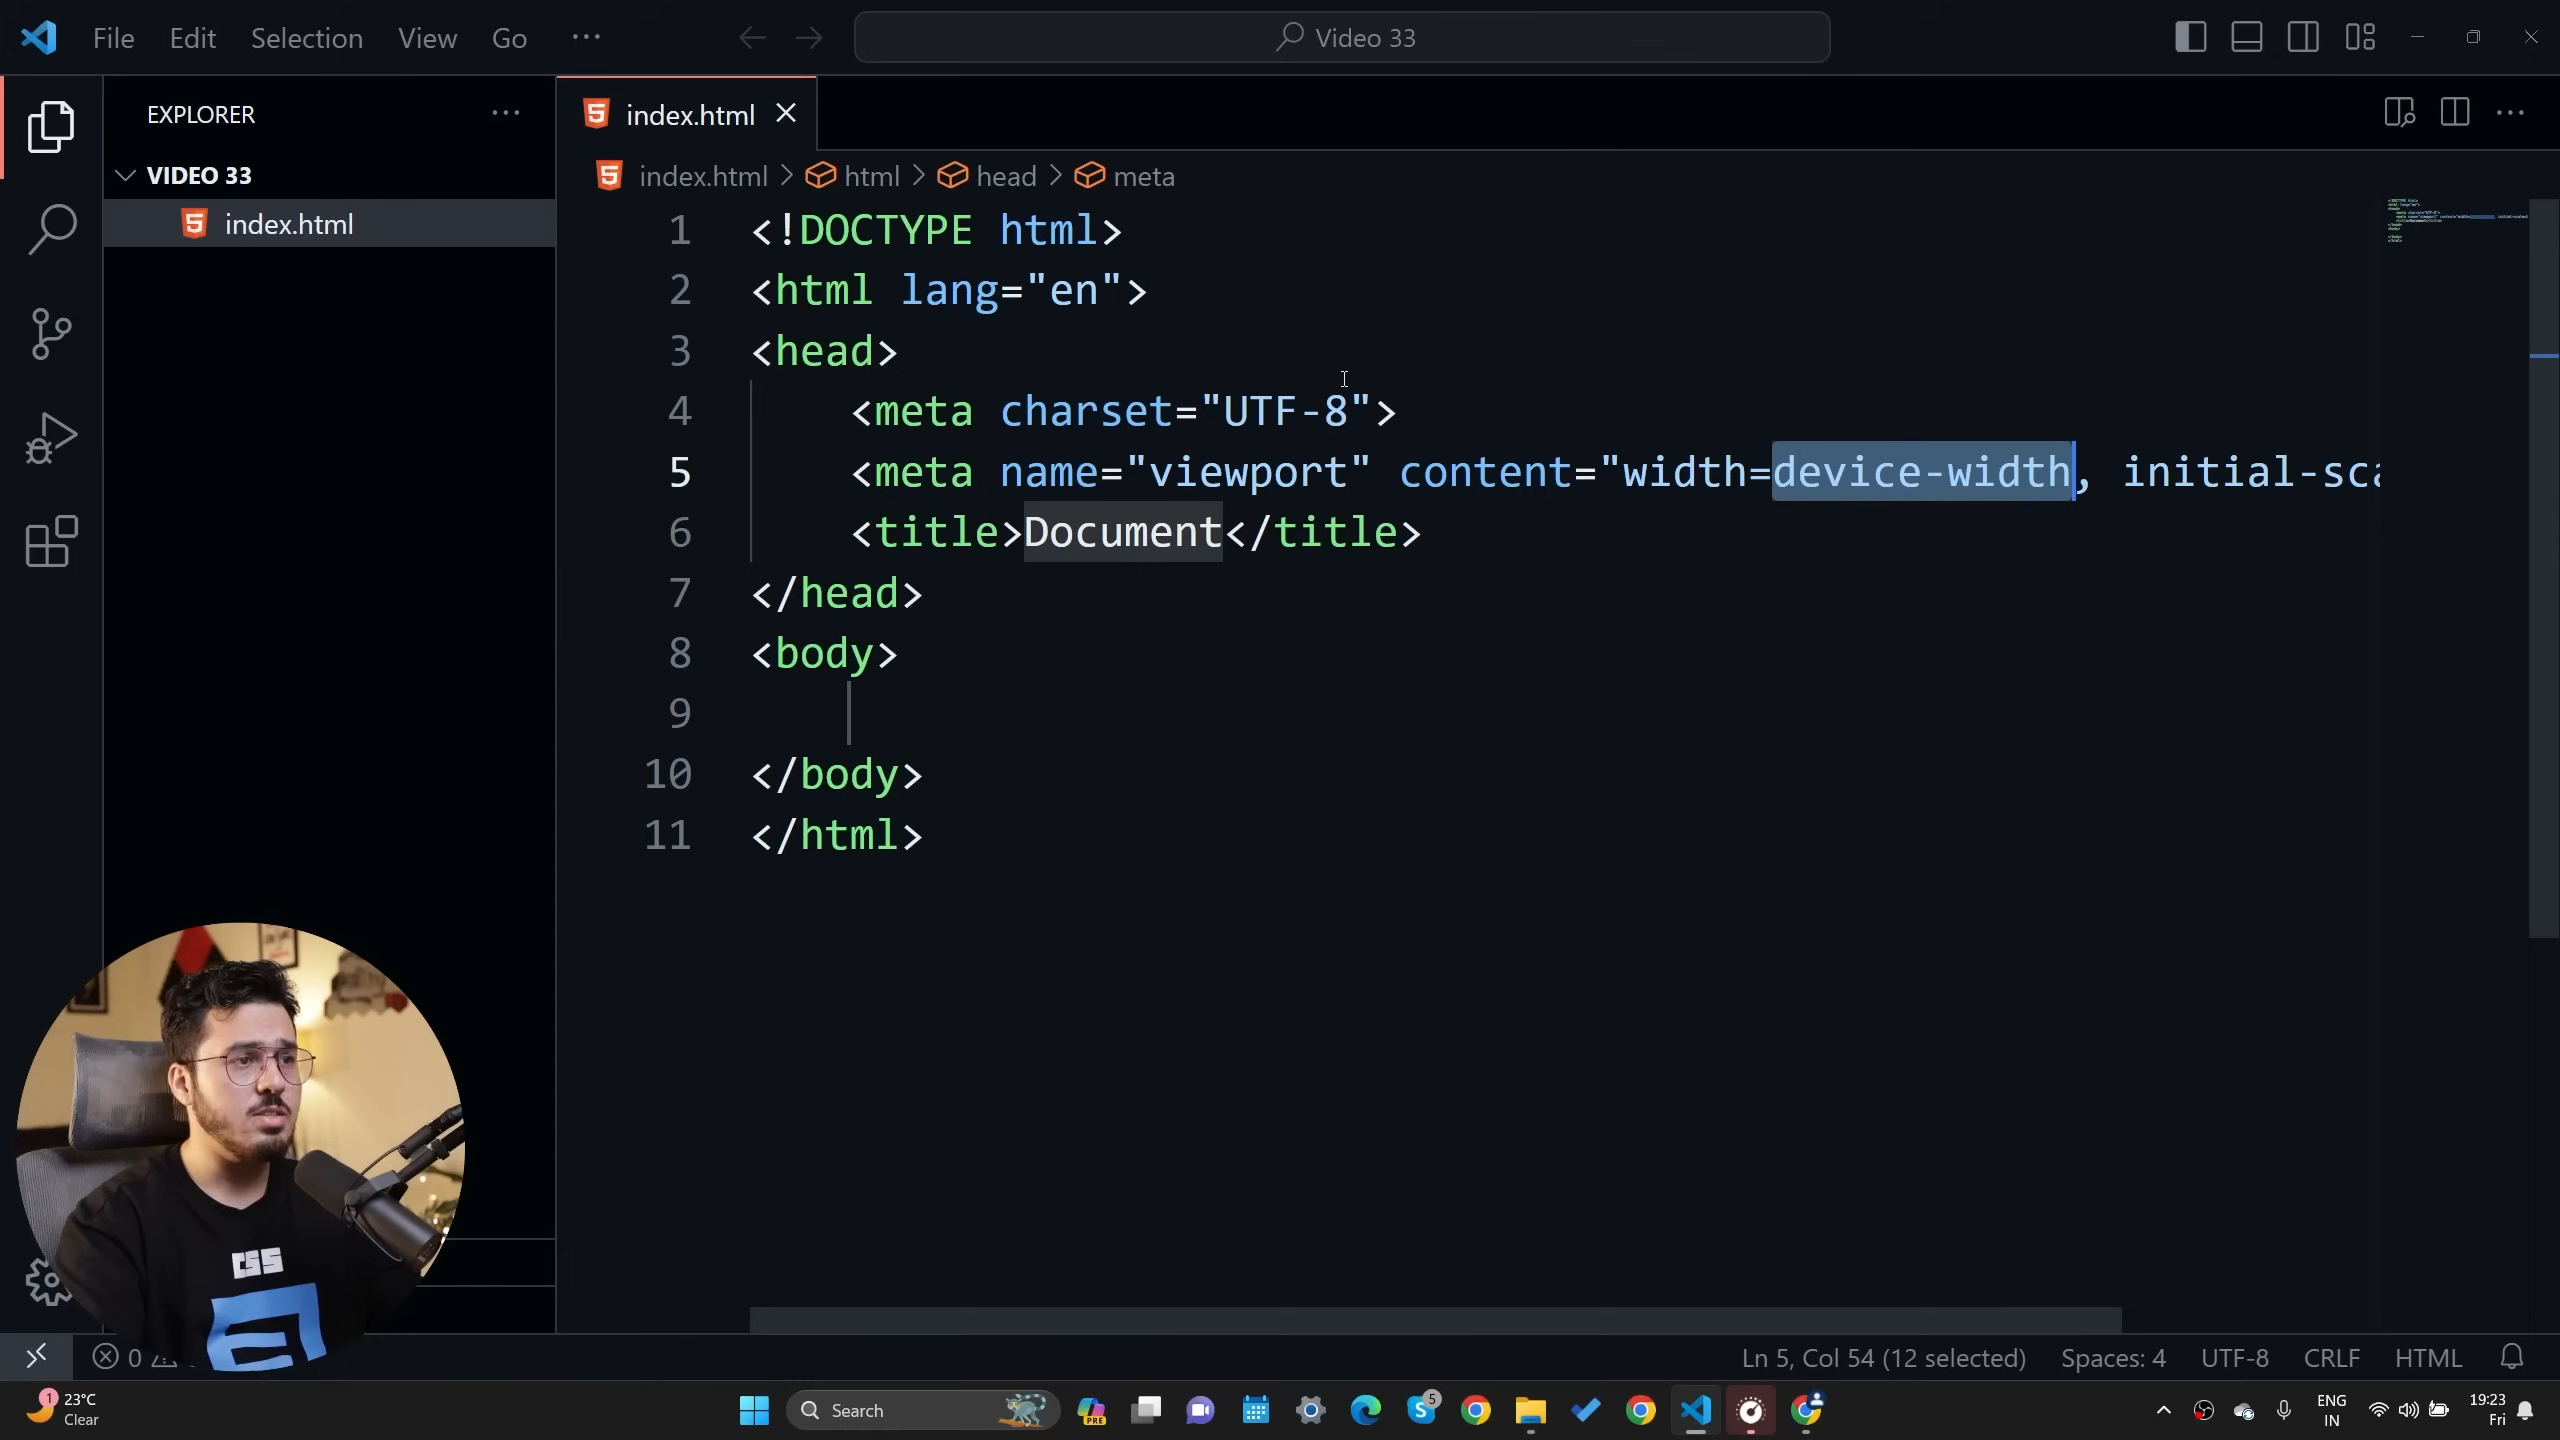 File Edit Selection View Go ···
Video 33
EXPLORER
VIDEO 33
index.html
index.html
index.html > html > head > meta
1 <!DOCTYPE html>
2 <html lang="en">
3 <head>
4 <meta charset="UTF-8">
5 <meta name="viewport" content="width=device-width, initial-sca
6 <title>Document</title>
7 </head>
8 <body>
9
10 </body>
11 </html>
CSS
0
Ln 5, Col 54 (12 selected) Spaces: 4 UTF-8 CRLF HTML
1
23°C
Clear
Search
PRE
5
ENG
IN
19:23
Fri